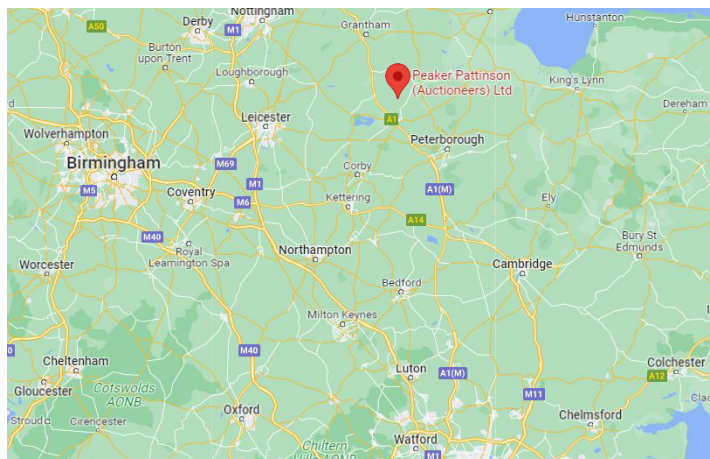 Nottingham
Hunstanton
Grantham
A50
Derby
M1
Burton
upon Trent
Peaker Pattinson
(Auctioneers) Ltd
Loughborough
King's Lynn
Dereham
Leicester
A1
Wolverhampton
Peterborough
Birmingham
M69
Corby
M5
Coventry
M1
Kettering
A1(M)
Ely
M6
A14
M40
Bury St
Edmunds
Royal
Leamington Spa
Northampton
Worcester
Cambridge
Bedford
Milton Keynes
M40
Cheltenham
Luton
A1(M)
Colchester
A12
Gloucester
Cotswolds
AONB
M11
Oxford
Chelmsford
Stroud
Cirencester
Watford
M1